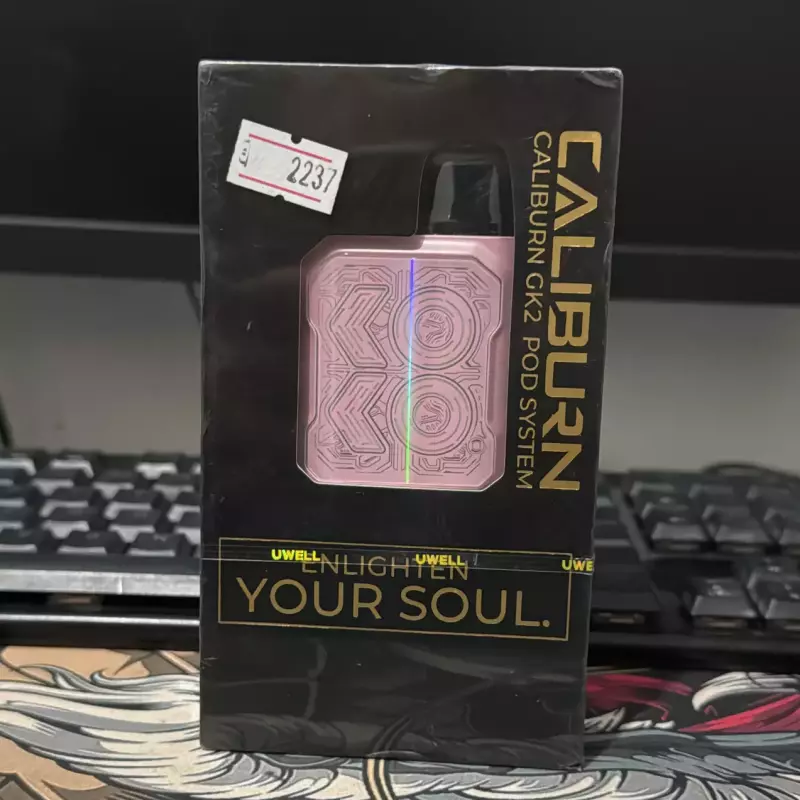 2237
CALIBURN
CALIBURN GK2 POD SYSTEM
UWELL UWELL UWE
ENLIGHTEN
YOUR SOUL.